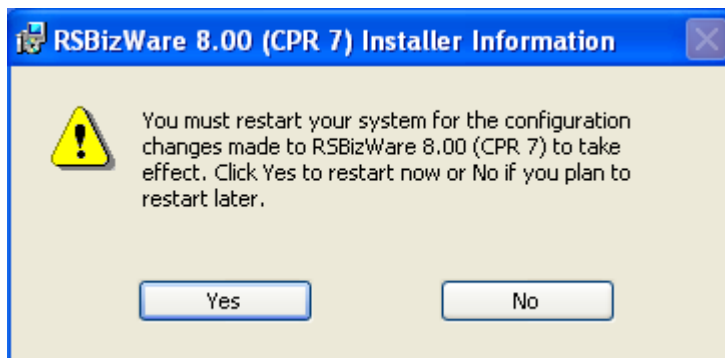 RSBizWare 8.00 (CPR 7) Installer Information
You must restart your system for the configuration
changes made to RSBizWare 8.00 (CPR 7) to take
effect. Click Yes to restart now or No if you plan to
restart later.
Yes
No